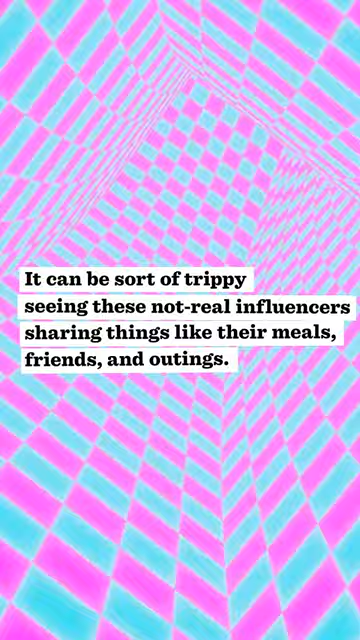 It can be sort of trippy
seeing these not-real influencers
sharing things like their meals,
friends, and outings.